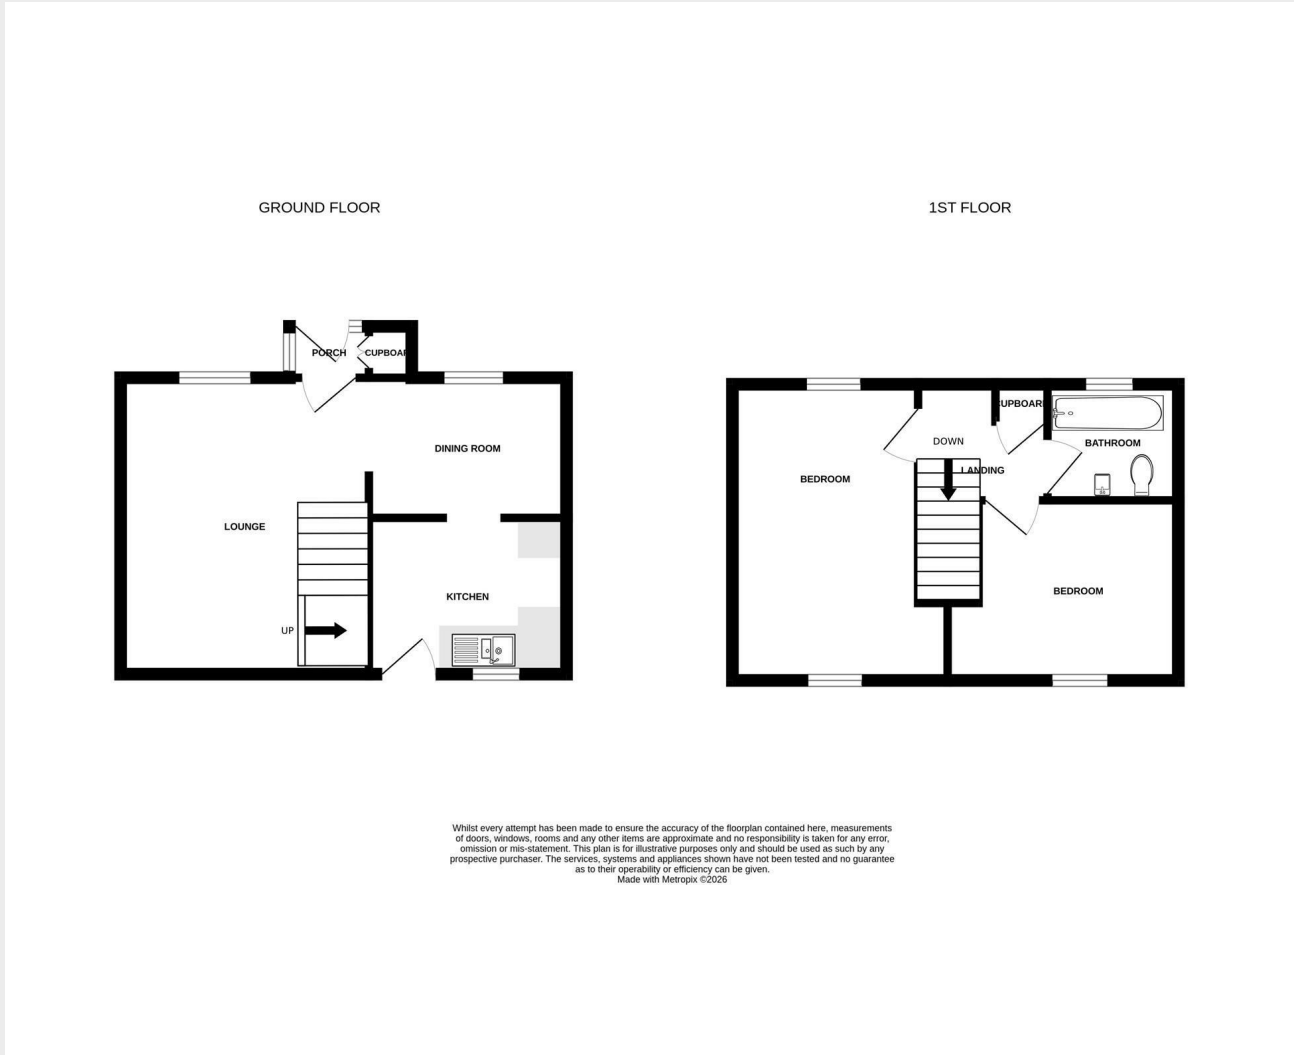 GROUND FLOOR
1ST FLOOR
PORCH
CUPBOAR
DINING ROOM
LOUNGE
KITCHEN
UP
CUPBOARD
DOWN
BATHROOM
LANDING
BEDROOM
BEDROOM
Whilst every attempt has been made to ensure the accuracy of the floorplan contained here, measurements
of doors, windows, rooms and any other items are approximate and no responsibility is taken for any error,
omission or mis-statement. This plan is for illustrative purposes only and should be used as such by any
prospective purchaser. The services, systems and appliances shown have not been tested and no guarantee
as to their operability or efficiency can be given.
Made with Metropix ©2026